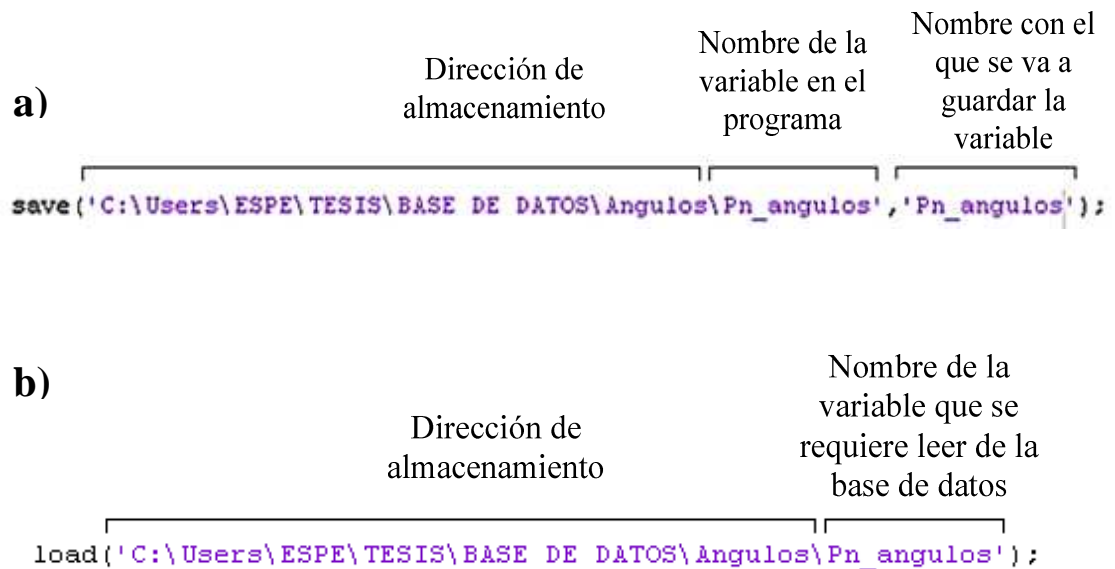 a)
Dirección de
almacenamiento
Nombre de la
variable en el
programa
Nombre con el
que se va a
guardar la
variable
save('C:\Users\ESPE\TESIS\BASE DE DATOS\Angulos\Pn_angulos','Pn_angulos');
b)
Dirección de
almacenamiento
Nombre de la
variable que se
requiere leer de la
base de datos
load('C:\Users\ESPE\TESIS\BASE DE DATOS\Angulos\Pn_angulos');